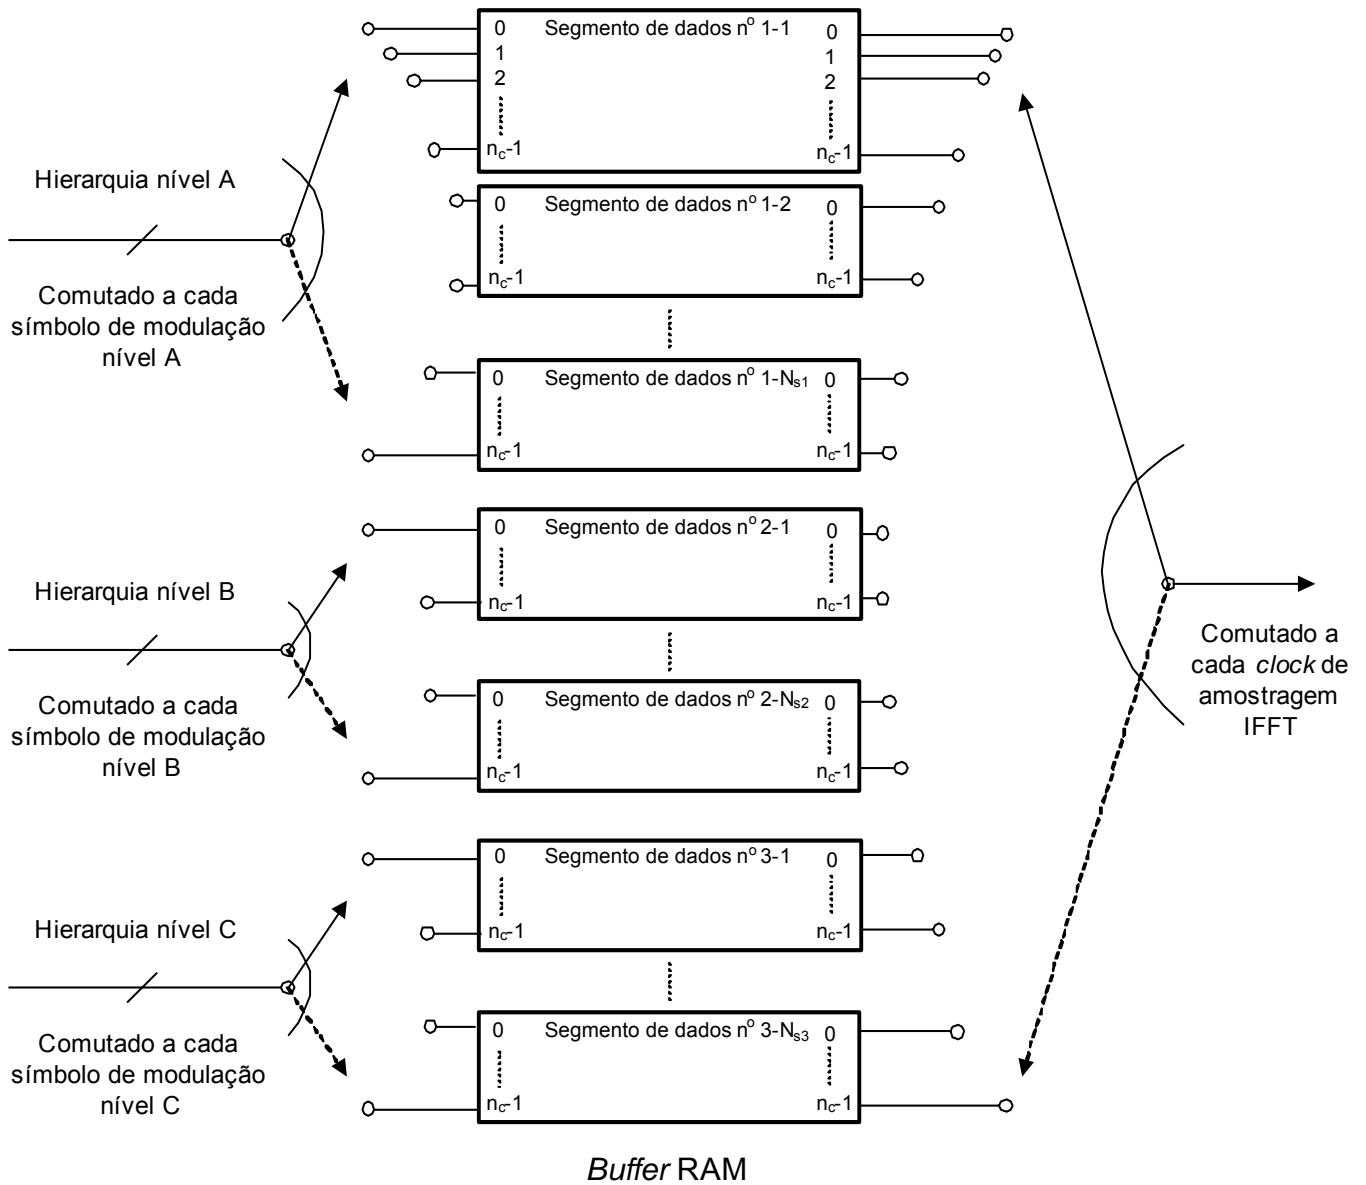 Segmento de dados nº 1-1
0
1
2
nc-1
0
1
2
nc-1
Hierarquia nível A
Comutado a cada
símbolo de modulação
nível A
Segmento de dados nº 1-2
0
nc-1
0
nc-1
Segmento de dados nº 1-Ns1
0
nc-1
0
nc-1
Hierarquia nível B
Comutado a cada
símbolo de modulação
nível B
Segmento de dados nº 2-1
0
nc-1
0
nc-1
Segmento de dados nº 2-Ns2
0
nc-1
0
nc-1
Comutado a
cada clock de
amostragem
IFFT
Hierarquia nível C
Comutado a cada
símbolo de modulação
nível C
Segmento de dados nº 3-1
0
nc-1
0
nc-1
Segmento de dados nº 3-Ns3
0
nc-1
0
nc-1
Buffer RAM